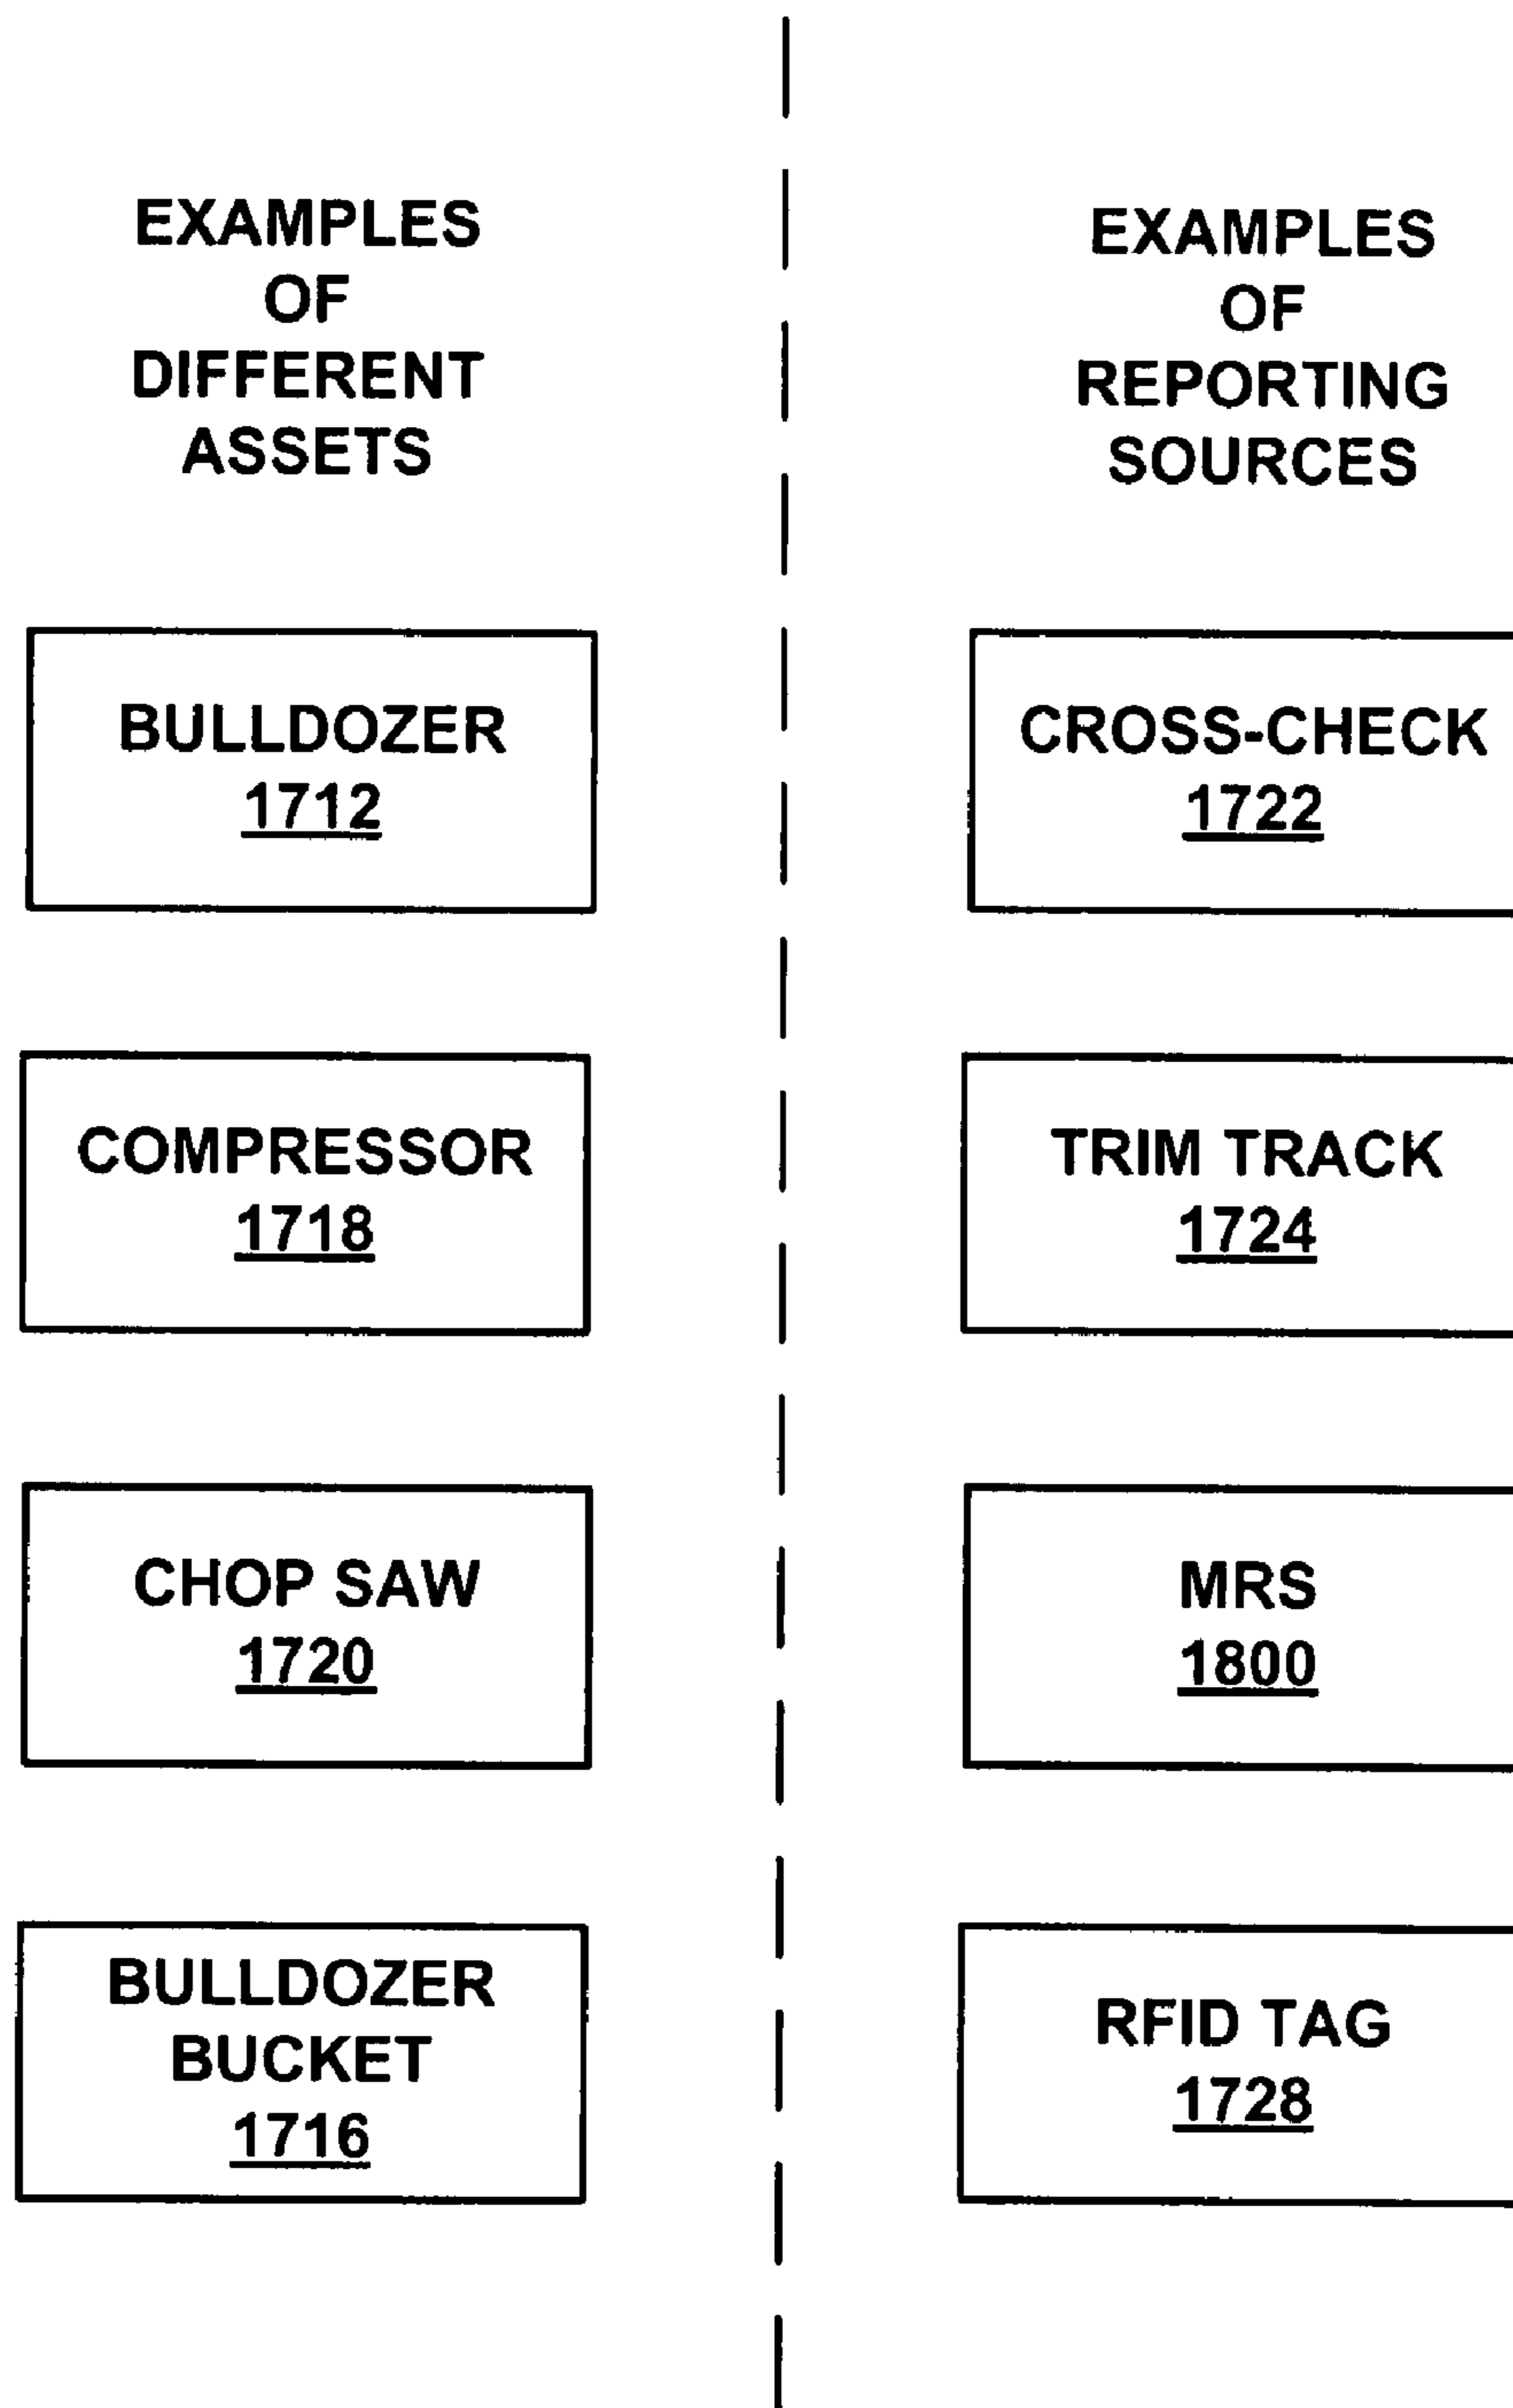 EXAMPLES
OF
DIFFERENT
ASSETS
BULLDOZER
1712
COMPRESSOR
1718
CHOP SAW
1720
BULLDOZER
BUCKET
1716
EXAMPLES
OF
REPORTING
SOURCES
CROSS-CHECK
1722
TRIM TRACK
1724
MRS
1800
RFID TAG
1728